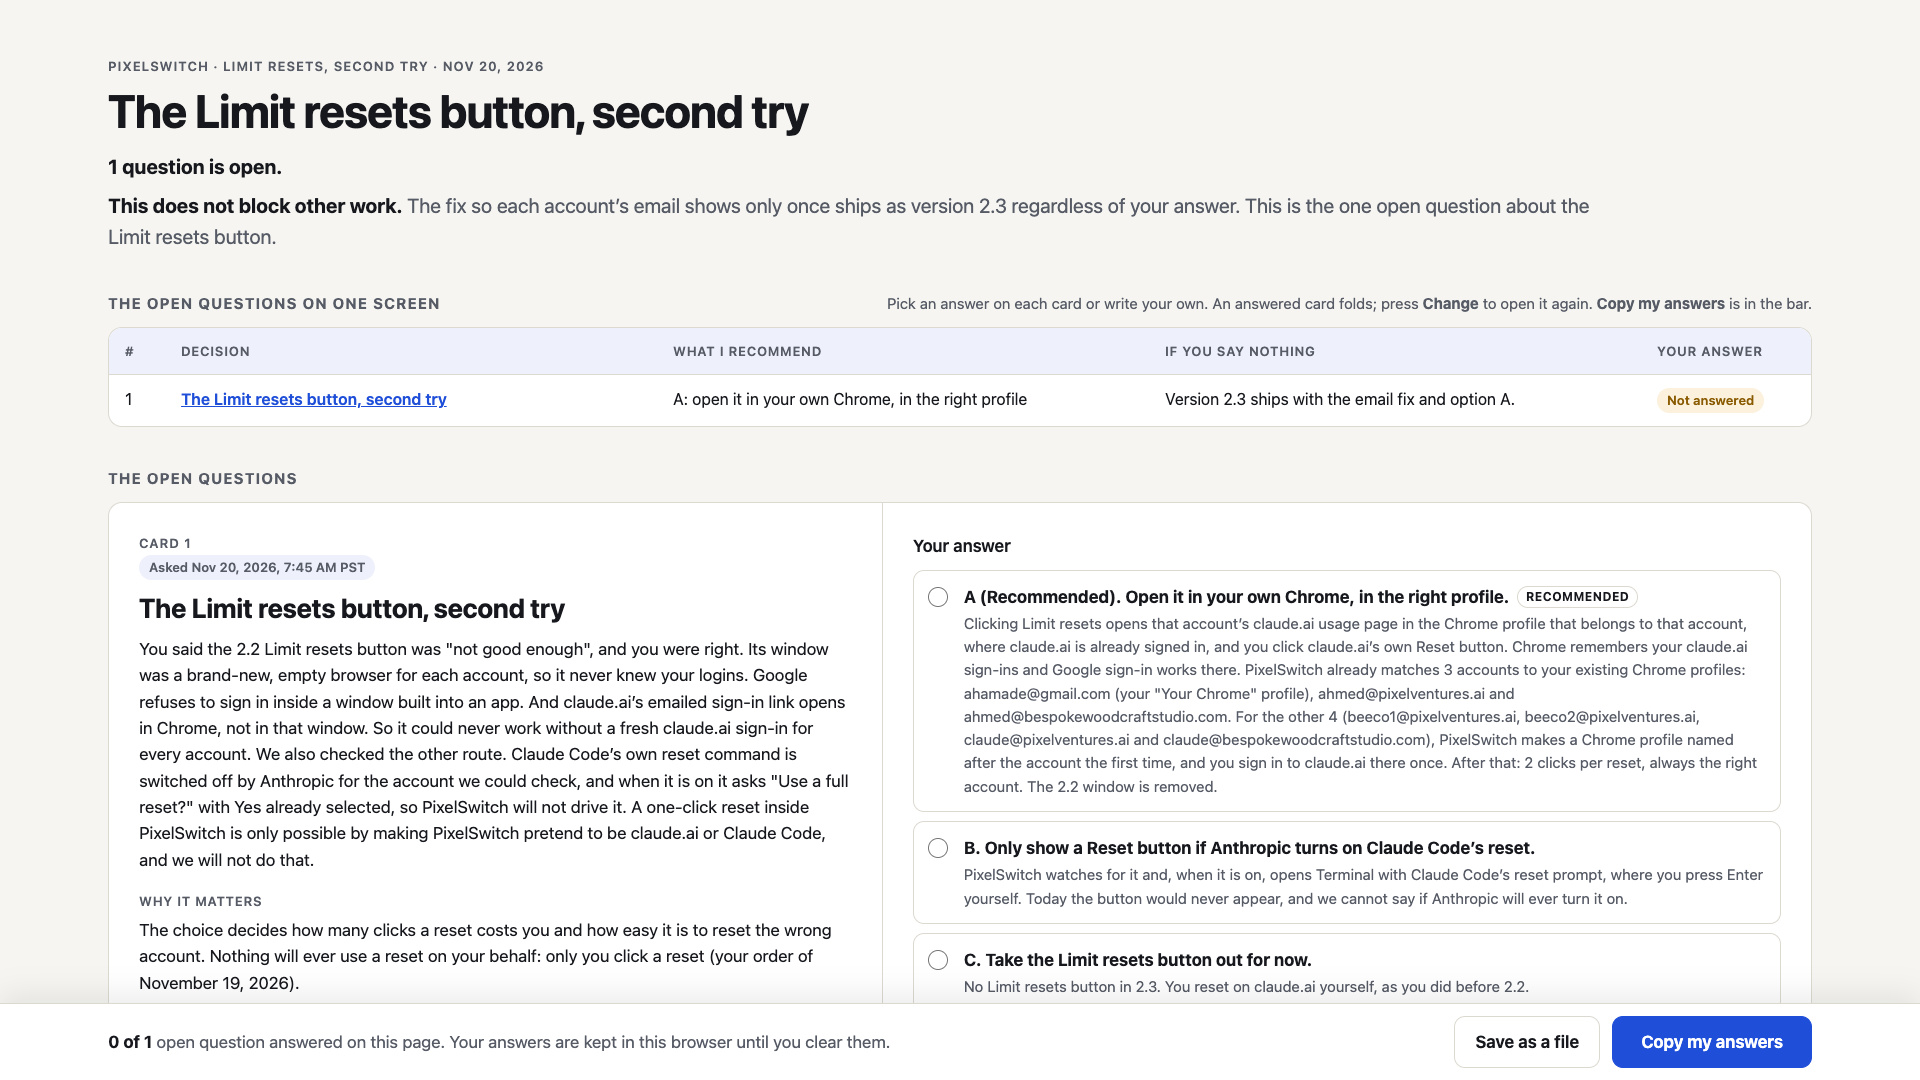 PIXELSWITCH · LIMIT RESETS, SECOND TRY · NOV 20, 2026
The Limit resets button, second try
1 question is open.
This does not block other work. The fix so each account’s email shows only once ships as version 2.3 regardless of your answer. This is the one open question about the
Limit resets button.
THE OPEN QUESTIONS ON ONE SCREEN
Pick an answer on each card or write your own. An answered card folds; press Change to open it again. Copy my answers is in the bar.
# DECISION WHAT I RECOMMEND IF YOU SAY NOTHING YOUR ANSWER
1 The Limit resets button, second try A: open it in your own Chrome, in the right profile Version 2.3 ships with the email fix and option A. Not answered
THE OPEN QUESTIONS
CARD 1
Asked Nov 20, 2026, 7:45 AM PST
The Limit resets button, second try
You said the 2.2 Limit resets button was "not good enough", and you were right. Its window
was a brand-new, empty browser for each account, so it never knew your logins. Google
refuses to sign in inside a window built into an app. And claude.ai’s emailed sign-in link opens
in Chrome, not in that window. So it could never work without a fresh claude.ai sign-in for
every account. We also checked the other route. Claude Code’s own reset command is
switched off by Anthropic for the account we could check, and when it is on it asks "Use a full
reset?" with Yes already selected, so PixelSwitch will not drive it. A one-click reset inside
PixelSwitch is only possible by making PixelSwitch pretend to be claude.ai or Claude Code,
and we will not do that.
WHY IT MATTERS
The choice decides how many clicks a reset costs you and how easy it is to reset the wrong
account. Nothing will ever use a reset on your behalf: only you click a reset (your order of
November 19, 2026).
Your answer
A (Recommended). Open it in your own Chrome, in the right profile. RECOMMENDED
Clicking Limit resets opens that account’s claude.ai usage page in the Chrome profile that belongs to that account,
where claude.ai is already signed in, and you click claude.ai’s own Reset button. Chrome remembers your claude.ai
sign-ins and Google sign-in works there. PixelSwitch already matches 3 accounts to your existing Chrome profiles:
ahamade@gmail.com (your "Your Chrome" profile), ahmed@pixelventures.ai and
ahmed@bespokewoodcraftstudio.com. For the other 4 (beeco1@pixelventures.ai, beeco2@pixelventures.ai,
claude@pixelventures.ai and claude@bespokewoodcraftstudio.com), PixelSwitch makes a Chrome profile named
after the account the first time, and you sign in to claude.ai there once. After that: 2 clicks per reset, always the right
account. The 2.2 window is removed.
B. Only show a Reset button if Anthropic turns on Claude Code’s reset.
PixelSwitch watches for it and, when it is on, opens Terminal with Claude Code’s reset prompt, where you press Enter
yourself. Today the button would never appear, and we cannot say if Anthropic will ever turn it on.
C. Take the Limit resets button out for now.
No Limit resets button in 2.3. You reset on claude.ai yourself, as you did before 2.2.
0 of 1 open question answered on this page. Your answers are kept in this browser until you clear them.
Save as a file
Copy my answers